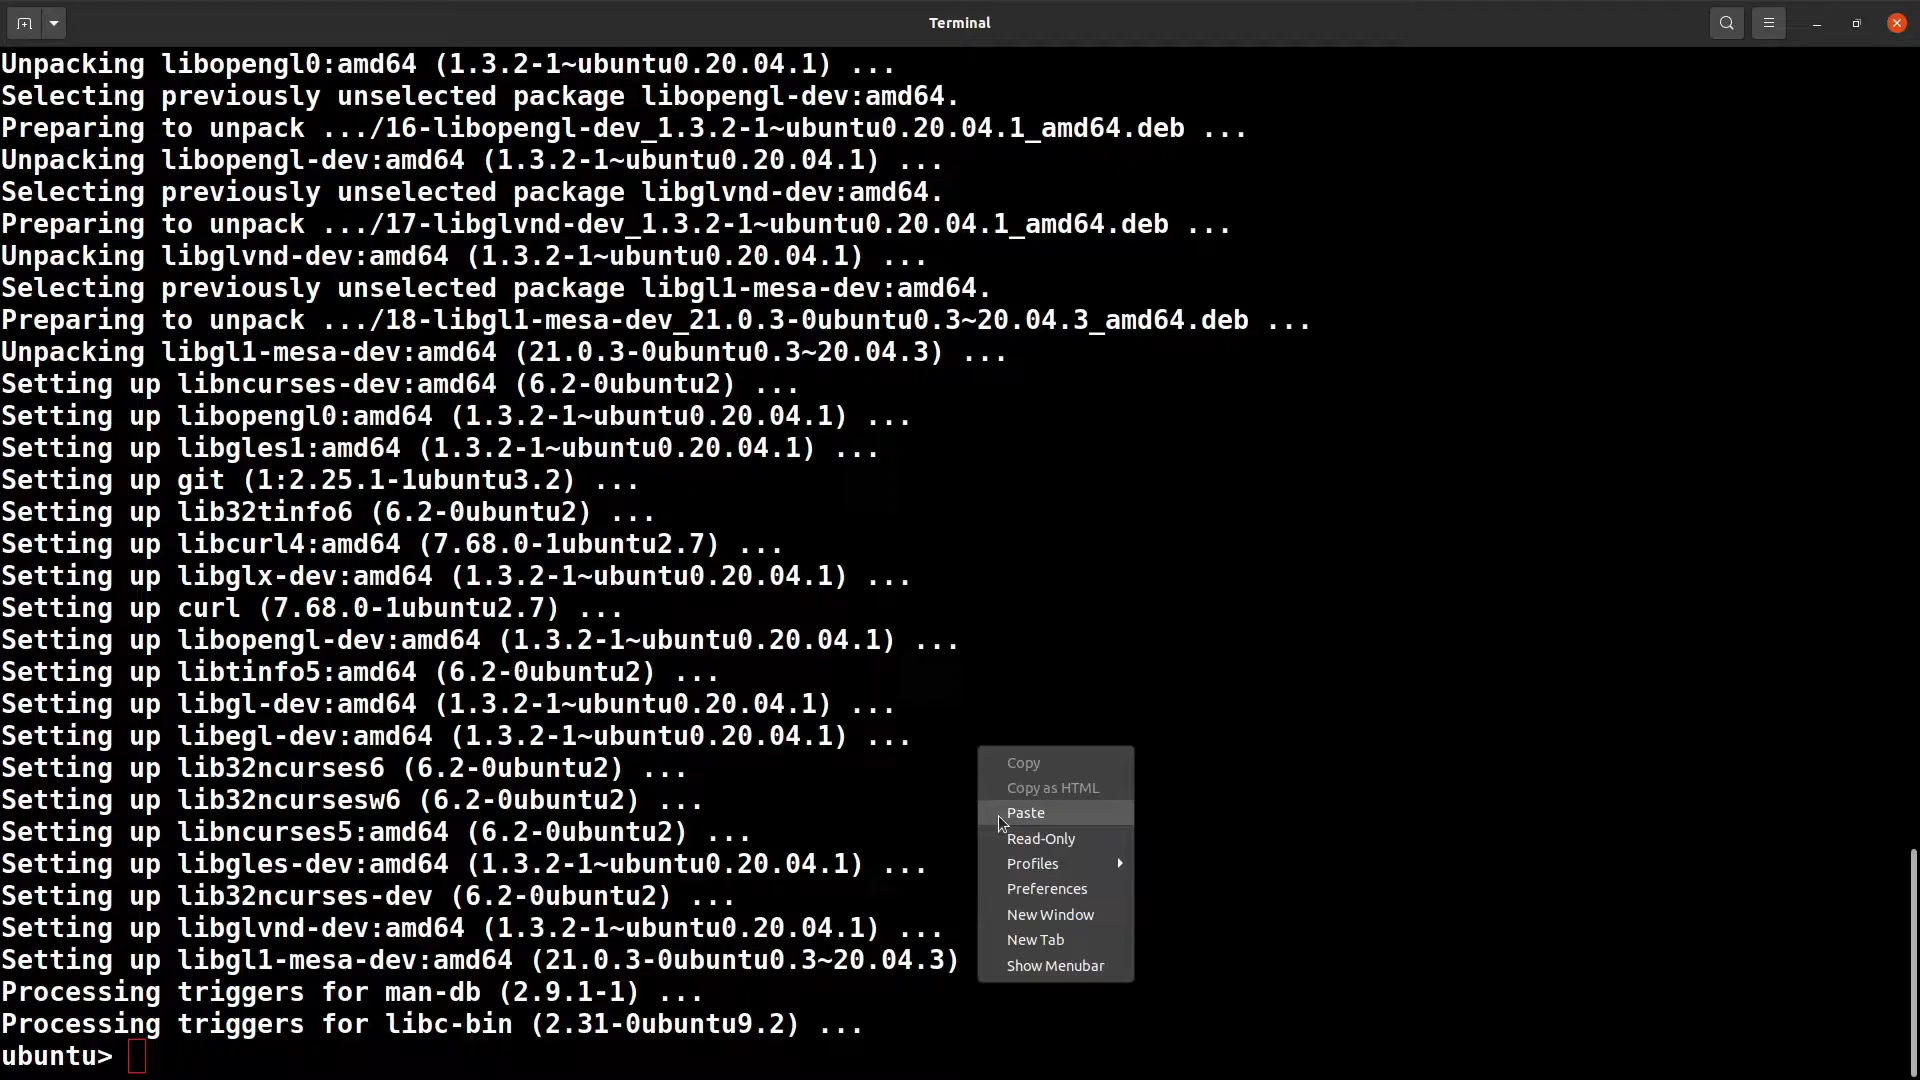 Terminal
Unpacking libopengl0:amd64 (1.3.2-1~ubuntu0.20.04.1) ...
Selecting previously unselected package libopengl-dev:amd64.
Preparing to unpack .../16-libopengl-dev_1.3.2-1~ubuntu0.20.04.1_amd64.deb ...
Unpacking libopengl-dev:amd64 (1.3.2-1~ubuntu0.20.04.1) ...
Selecting previously unselected package libglvnd-dev:amd64.
Preparing to unpack .../17-libglvnd-dev_1.3.2-1~ubuntu0.20.04.1_amd64.deb ...
Unpacking libglvnd-dev:amd64 (1.3.2-1~ubuntu0.20.04.1) ...
Selecting previously unselected package libgl1-mesa-dev:amd64.
Preparing to unpack .../18-libgl1-mesa-dev_21.0.3-0ubuntu0.3~20.04.3_amd64.deb ...
Unpacking libgl1-mesa-dev:amd64 (21.0.3-0ubuntu0.3~20.04.3) ...
Setting up libncurses-dev:amd64 (6.2-0ubuntu2) ...
Setting up libopengl0:amd64 (1.3.2-1~ubuntu0.20.04.1) ...
Setting up libgles1:amd64 (1.3.2-1~ubuntu0.20.04.1) ...
Setting up git (1:2.25.1-1ubuntu3.2) ...
Setting up lib32tinfo6 (6.2-0ubuntu2) ...
Setting up libcurl4:amd64 (7.68.0-1ubuntu2.7) ...
Setting up libglx-dev:amd64 (1.3.2-1~ubuntu0.20.04.1) ...
Setting up curl (7.68.0-1ubuntu2.7) ...
Setting up libopengl-dev:amd64 (1.3.2-1~ubuntu0.20.04.1) ...
Setting up libtinfo5:amd64 (6.2-0ubuntu2) ...
Setting up libgl-dev:amd64 (1.3.2-1~ubuntu0.20.04.1) ...
Setting up libegl-dev:amd64 (1.3.2-1~ubuntu0.20.04.1) ...
Setting up lib32ncurses6 (6.2-0ubuntu2) ...
Setting up lib32ncursesw6 (6.2-0ubuntu2) ...
Setting up libncurses5:amd64 (6.2-0ubuntu2) ...
Setting up libgles-dev:amd64 (1.3.2-1~ubuntu0.20.04.1) ...
Setting up lib32ncurses-dev (6.2-0ubuntu2) ...
Setting up libglvnd-dev:amd64 (1.3.2-1~ubuntu0.20.04.1) ...
Setting up libgl1-mesa-dev:amd64 (21.0.3-0ubuntu0.3~20.04.3)
Processing triggers for man-db (2.9.1-1) ...
Processing triggers for libc-bin (2.31-0ubuntu9.2) ...
ubuntu>
Copy
Copy as HTML
Paste
Read-Only
Profiles
Preferences
New Window
New Tab
Show Menubar